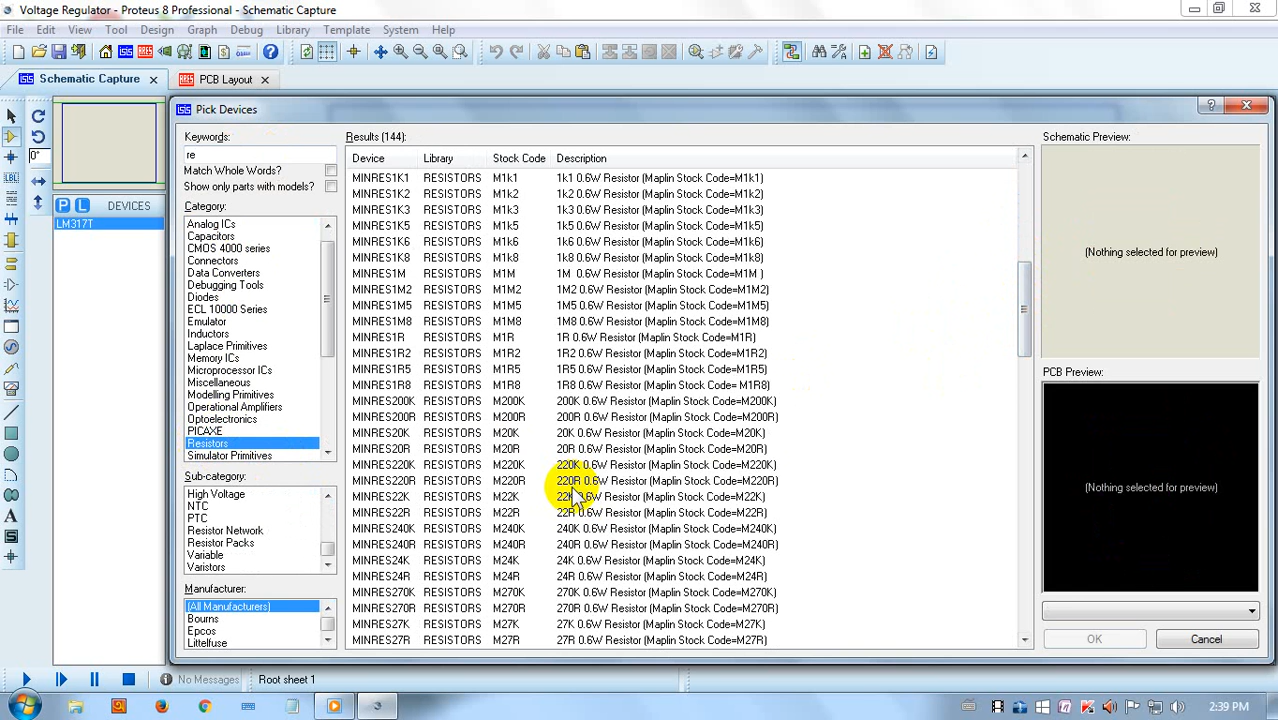 Voltage Regulator - Proteus 8 Professional - Schematic Capture
File Edit View Tool Design Graph Debug Library Template System Help
Schematic Capture PCB Layout
Pick Devices
Keywords: Results (144): Schematic Preview:
re
Match Whole Words?
Show only parts with models?
Category:
Analog ICs
Capacitors
CMOS 4000 series
Connectors
Data Converters
Debugging Tools
Diodes
ECL 10000 Series
Emulator
Inductors
Laplace Primitives
Memory ICs
Microprocessor ICs
Miscellaneous
Modelling Primitives
Operational Amplifiers
Optoelectronics
PICAXE
Resistors
Simulator Primitives
Sub-category:
High Voltage
NTC
PTC
Resistor Network
Resistor Packs
Variable
Varistors
Manufacturer:
(All Manufacturers)
Bourns
Epcos
Littelfuse
Device Library Stock Code Description
MINRES1K1 RESISTORS M1k1 1k1 0.6W Resistor (Maplin Stock Code=M1k1)
MINRES1K2 RESISTORS M1k2 1k2 0.6W Resistor (Maplin Stock Code=M1k2)
MINRES1K3 RESISTORS M1k3 1k3 0.6W Resistor (Maplin Stock Code=M1k3)
MINRES1K5 RESISTORS M1k5 1k5 0.6W Resistor (Maplin Stock Code=M1k5)
MINRES1K6 RESISTORS M1k6 1k6 0.6W Resistor (Maplin Stock Code=M1k6)
MINRES1K8 RESISTORS M1k8 1k8 0.6W Resistor (Maplin Stock Code=M1k8)
MINRES1M RESISTORS M1M 1M 0.6W Resistor (Maplin Stock Code=M1M )
MINRES1M2 RESISTORS M1M2 1M2 0.6W Resistor (Maplin Stock Code=M1M2)
MINRES1M5 RESISTORS M1M5 1M5 0.6W Resistor (Maplin Stock Code=M1M5)
MINRES1M8 RESISTORS M1M8 1M8 0.6W Resistor (Maplin Stock Code=M1M8)
MINRES1R RESISTORS M1R 1R 0.6W Resistor (Maplin Stock Code=M1R)
MINRES1R2 RESISTORS M1R2 1R2 0.6W Resistor (Maplin Stock Code=M1R2)
MINRES1R5 RESISTORS M1R5 1R5 0.6W Resistor (Maplin Stock Code=M1R5)
MINRES1R8 RESISTORS M1R8 1R8 0.6W Resistor (Maplin Stock Code= M1R8)
MINRES200K RESISTORS M200K 200K 0.6W Resistor (Maplin Stock Code=M200K)
MINRES200R RESISTORS M200R 200R 0.6W Resistor (Maplin Stock Code=M200R)
MINRES20K RESISTORS M20K 20K 0.6W Resistor (Maplin Stock Code=M20K)
MINRES20R RESISTORS M20R 20R 0.6W Resistor (Maplin Stock Code=M20R)
MINRES220K RESISTORS M220K 220K 0.6W Resistor (Maplin Stock Code=M220K)
MINRES220R RESISTORS M220R 220R 0.6W Resistor (Maplin Stock Code=M220R)
MINRES22K RESISTORS M22K 22K 0.6W Resistor (Maplin Stock Code=M22K)
MINRES22R RESISTORS M22R 22R 0.6W Resistor (Maplin Stock Code=M22R)
MINRES240K RESISTORS M240K 240K 0.6W Resistor (Maplin Stock Code=M240K)
MINRES240R RESISTORS M240R 240R 0.6W Resistor (Maplin Stock Code=M240R)
MINRES24K RESISTORS M24K 24K 0.6W Resistor (Maplin Stock Code=M24K)
MINRES24R RESISTORS M24R 24R 0.6W Resistor (Maplin Stock Code=M24R)
MINRES270K RESISTORS M270K 270K 0.6W Resistor (Maplin Stock Code=M270K)
MINRES270R RESISTORS M270R 270R 0.6W Resistor (Maplin Stock Code=M270R)
MINRES27K RESISTORS M27K 27K 0.6W Resistor (Maplin Stock Code=M27K)
MINRES27R RESISTORS M27R 27R 0.6W Resistor (Maplin Stock Code=M27R)
(Nothing selected for preview)
PCB Preview:
(Nothing selected for preview)
OK Cancel
0°
LBL
A
P L DEVICES
LM317T
No Messages Root sheet 1
2:39 PM